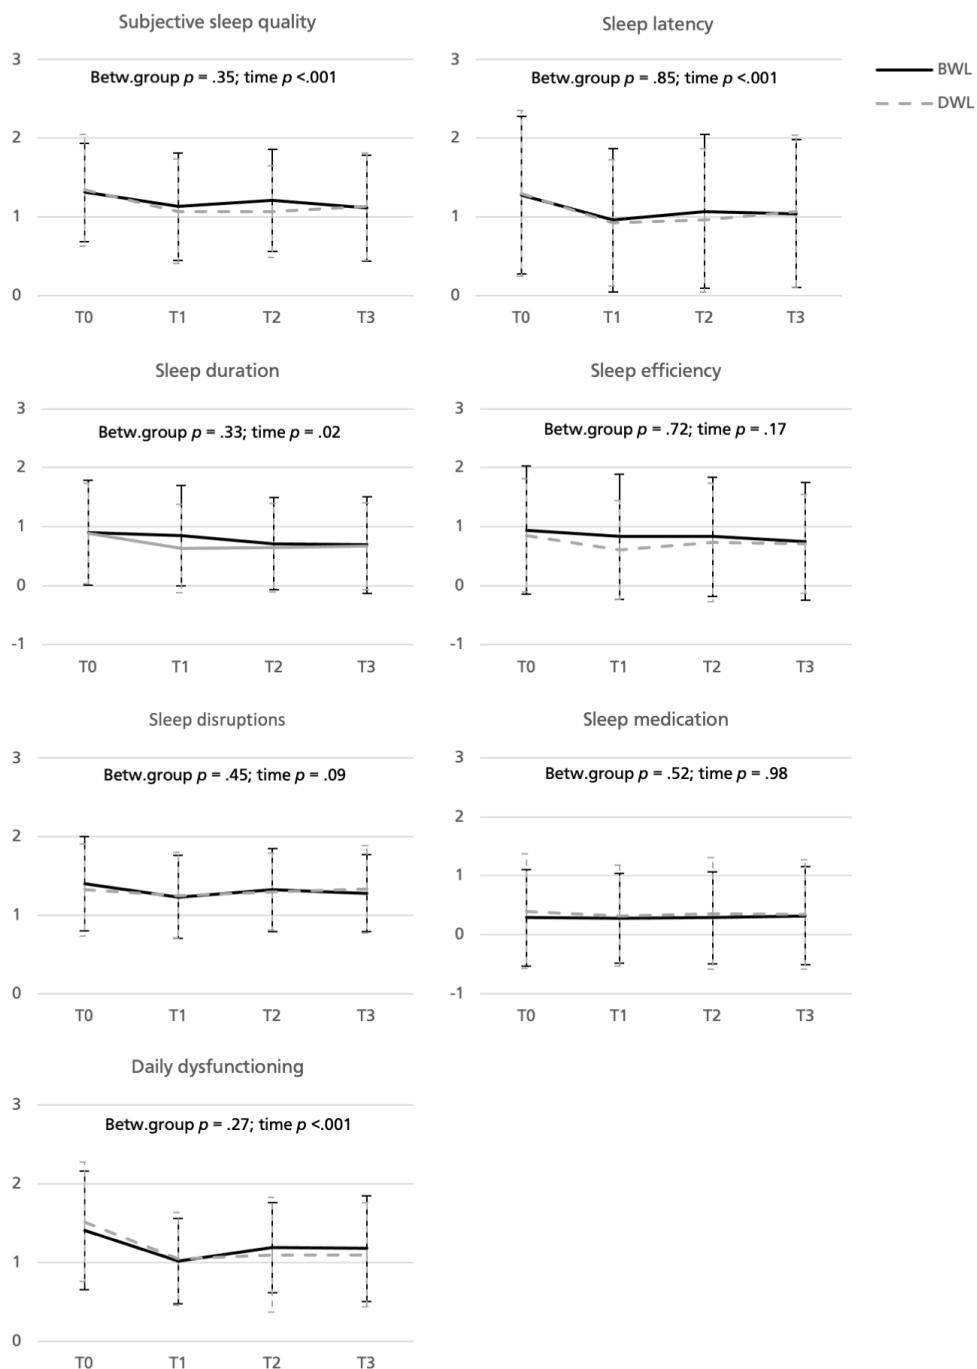 Subjective sleep quality
3
Betw.group p = .35; time p <.001
2
1
0
T0 T1 T2 T3
Sleep latency
3
Betw.group p = .85; time p <.001
2
1
0
T0 T1 T2 T3
BWL
DWL
Sleep duration
3
Betw.group p = .33; time p = .02
2
1
0
-1
T0 T1 T2 T3
Sleep efficiency
3
Betw.group p = .72; time p = .17
2
1
0
-1
T0 T1 T2 T3
Sleep disruptions
3
Betw.group p = .45; time p = .09
2
1
0
T0 T1 T2 T3
Sleep medication
3
Betw.group p = .52; time p = .98
2
1
0
-1
T0 T1 T2 T3
Daily dysfunctioning
3
Betw.group p = .27; time p <.001
2
1
0
T0 T1 T2 T3